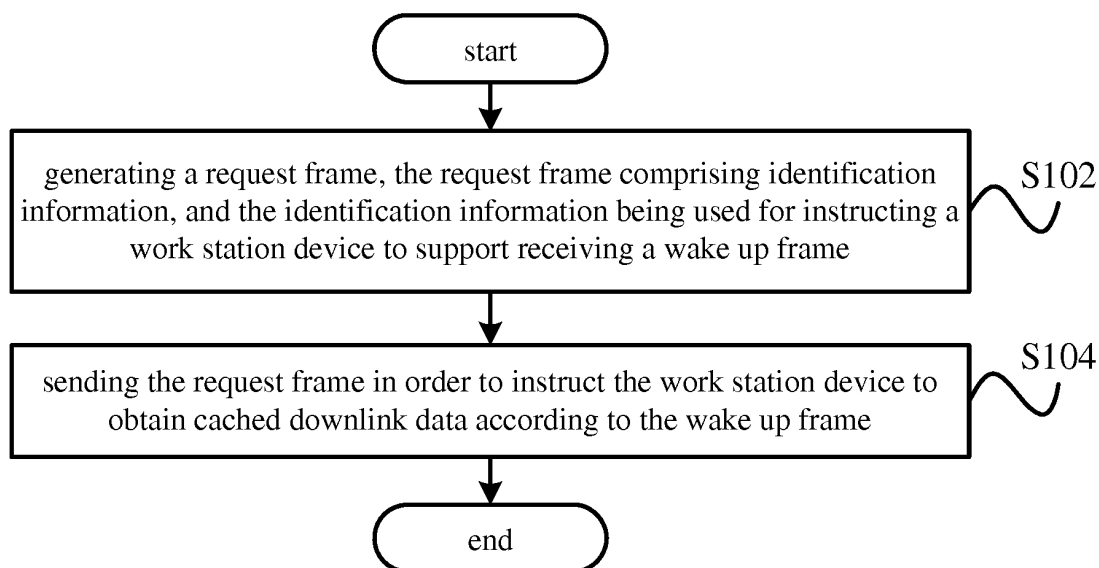 start
generating a request frame, the request frame comprising identification
information, and the identification information being used for instructing a
work station device to support receiving a wake up frame
S102
sending the request frame in order to instruct the work station device to
obtain cached downlink data according to the wake up frame
S104
end